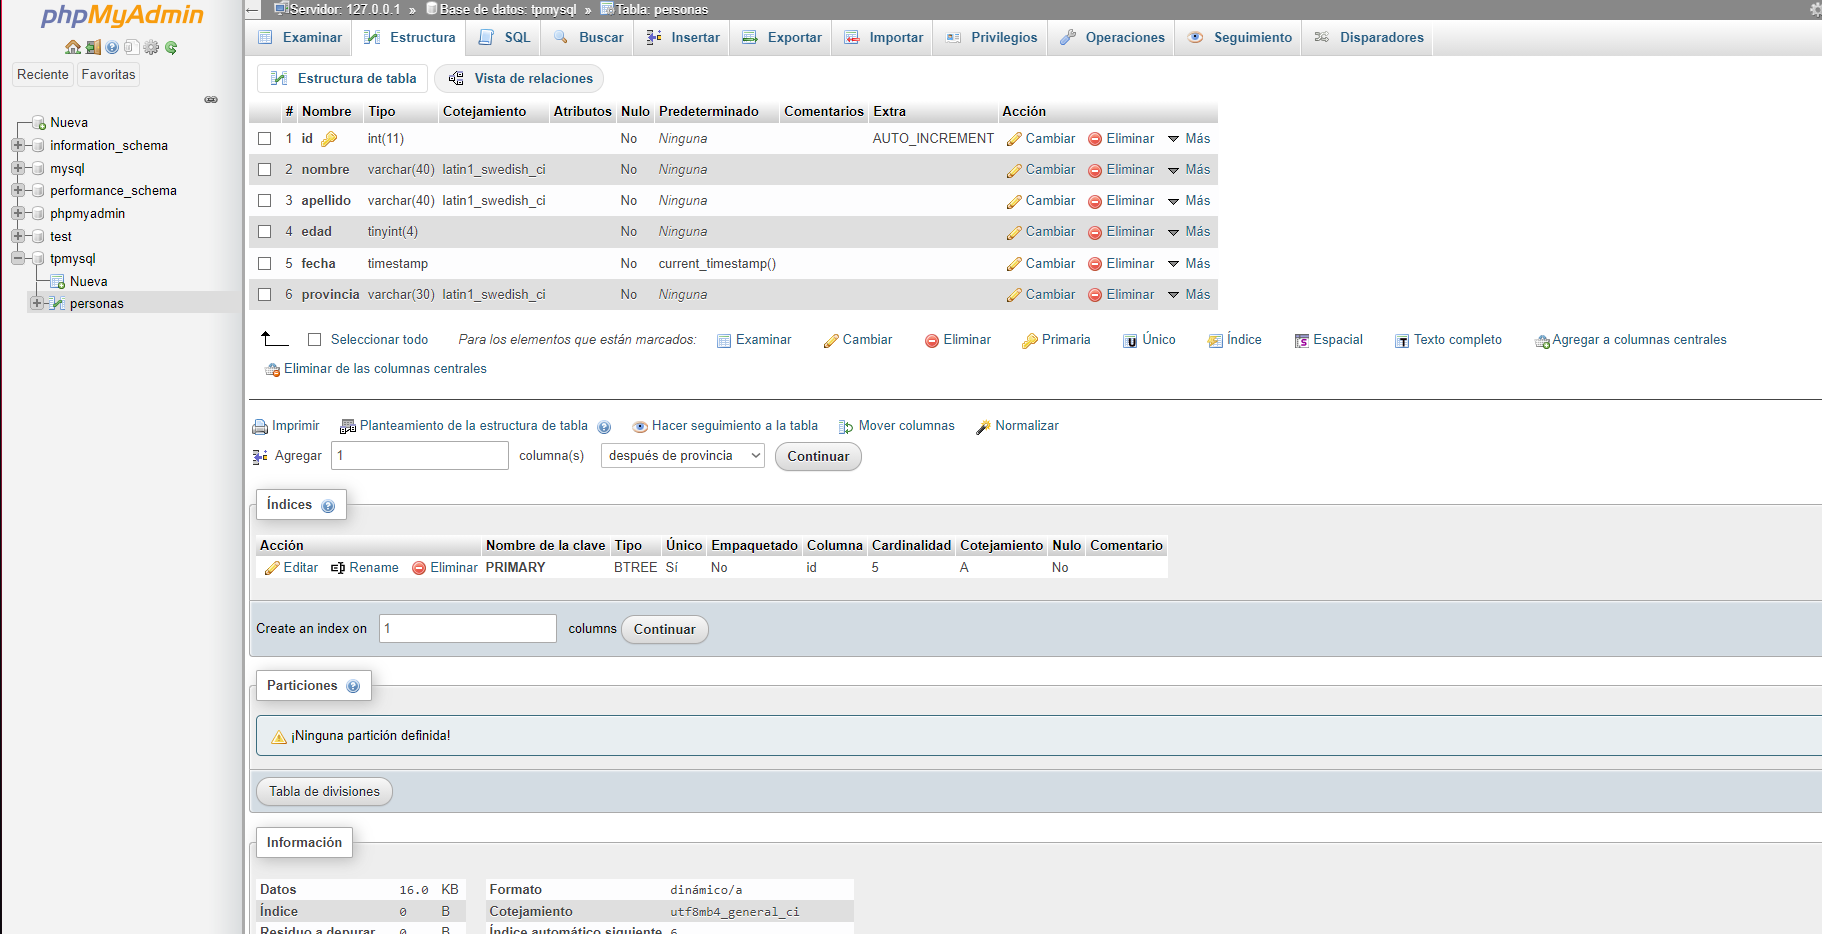 phpMyAdmin
Reciente Favoritas
Nueva
information_schema
mysql
performance_schema
phpmyadmin
test
tpmysql
Nueva
personas
Servidor: 127.0.0.1 » Base de datos: tpmysql » Tabla: personas
Examinar Estructura SQL Buscar Insertar Exportar Importar Privilegios Operaciones Seguimiento Disparadores
Estructura de tabla Vista de relaciones
# Nombre Tipo Cotejamiento Atributos Nulo Predeterminado Comentarios Extra Acción
1 id int(11) No Ninguna AUTO_INCREMENT Cambiar Eliminar Más
2 nombre varchar(40) latin1_swedish_ci No Ninguna Cambiar Eliminar Más
3 apellido varchar(40) latin1_swedish_ci No Ninguna Cambiar Eliminar Más
4 edad tinyint(4) No Ninguna Cambiar Eliminar Más
5 fecha timestamp No current_timestamp() Cambiar Eliminar Más
6 provincia varchar(30) latin1_swedish_ci No Ninguna Cambiar Eliminar Más
Seleccionar todo Para los elementos que están marcados: Examinar Cambiar Eliminar Primaria Único Índice Espacial Texto completo Agregar a columnas centrales
Eliminar de las columnas centrales
Imprimir Planteamiento de la estructura de tabla Hacer seguimiento a la tabla Mover columnas Normalizar
Agregar 1 columna(s) después de provincia Continuar
Índices
Acción Nombre de la clave Tipo Único Empaquetado Columna Cardinalidad Cotejamiento Nulo Comentario
Editar Rename Eliminar PRIMARY BTREE Sí No id 5 A No
Create an index on 1 columns Continuar
Particiones
¡Ninguna partición definida!
Tabla de divisiones
Información
Datos 16.0 KB Formato dinámico/a
Índice 0 B Cotejamiento utf8mb4_general_ci
Residuo a depurar 0 B Índice automático siguiente 6